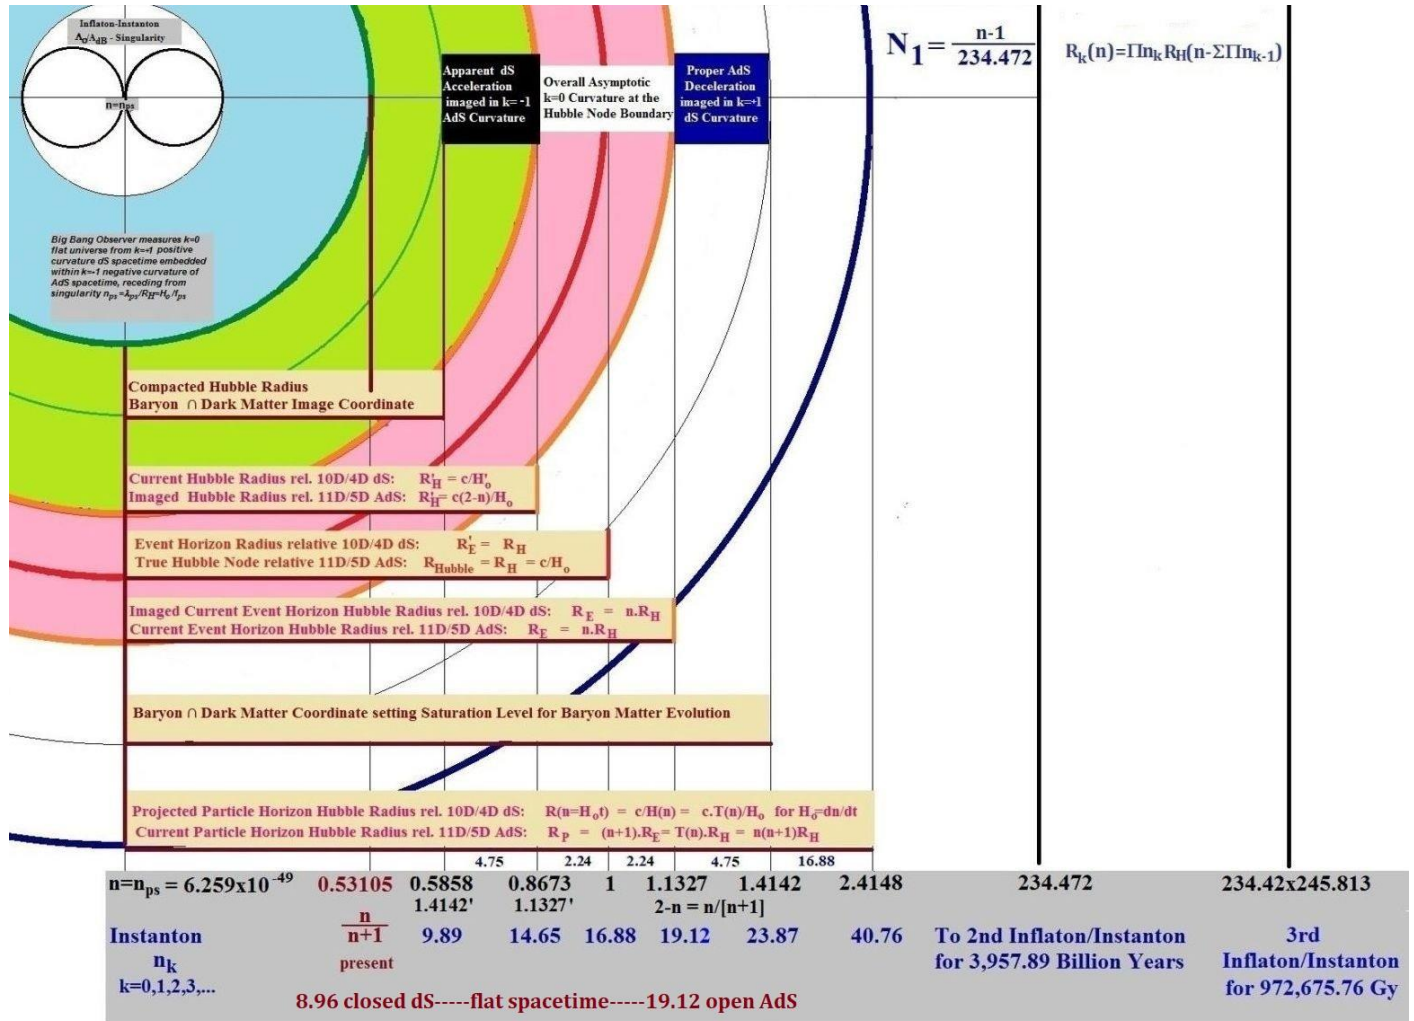 Inflaton-Instanton
Λo/AdB - Singularity
n=nps
Big Bang Observer measures k=0
flat universe from k=+1 positive
curvature dS spacetime embedded
within k=-1 negative curvature of
AdS spacetime, receding from
singularity nps=λps/RH=Ho/fps
Apparent dS
Acceleration
imaged in k=-1
AdS Curvature
Overall Asymptotic
k=0 Curvature at the
Hubble Node Boundary
Proper AdS
Deceleration
imaged in k=+1
dS Curvature
N1 = n-1
234.472
Rk(n)=Πnk RH(n-ΣΠnk-1)
Compacted Hubble Radius
Baryon ∩ Dark Matter Image Coordinate
Current Hubble Radius rel. 10D/4D dS: R'H = c/H'o
Imaged Hubble Radius rel. 11D/5D AdS: R'H = c(2-n)/Ho
Event Horizon Radius relative 10D/4D dS: R'E = RH
True Hubble Node relative 11D/5D AdS: RHubble = RH = c/Ho
Imaged Current Event Horizon Hubble Radius rel. 10D/4D dS: RE = n.RH
Current Event Horizon Hubble Radius rel. 11D/5D AdS: RE = n.RH
Baryon ∩ Dark Matter Coordinate setting Saturation Level for Baryon Matter Evolution
Projected Particle Horizon Hubble Radius rel. 10D/4D dS: R(n=Hot) = c/H(n) = c.T(n)/Ho for Ho=dn/dt
Current Particle Horizon Hubble Radius rel. 11D/5D AdS: RP = (n+1).RE= T(n).RH = n(n+1)RH
4.75 2.24 2.24 4.75 16.88
n=nps = 6.259x10-49 0.53105 0.5858 0.8673 1 1.1327 1.4142 2.4148 234.472 234.42x245.813
1.4142' 1.1327' 2-n = n/[n+1]
n
n+1
present
Instanton 9.89 14.65 16.88 19.12 23.87 40.76 To 2nd Inflaton/Instanton 3rd
nk for 3,957.89 Billion Years Inflaton/Instanton
k=0,1,2,3,... for 972,675.76 Gy
8.96 closed dS-----flat spacetime-----19.12 open AdS